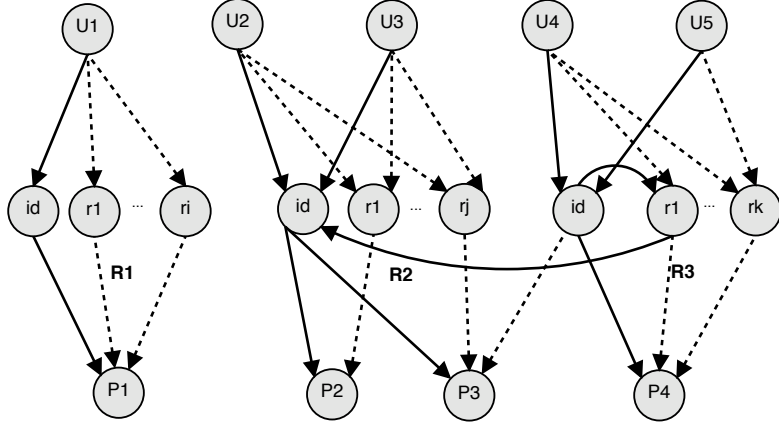 U1 U2 U3 U4 U5
id r1 ... ri id r1 ... rj id r1 ... rk
R1 R2 R3
P1 P2 P3 P4